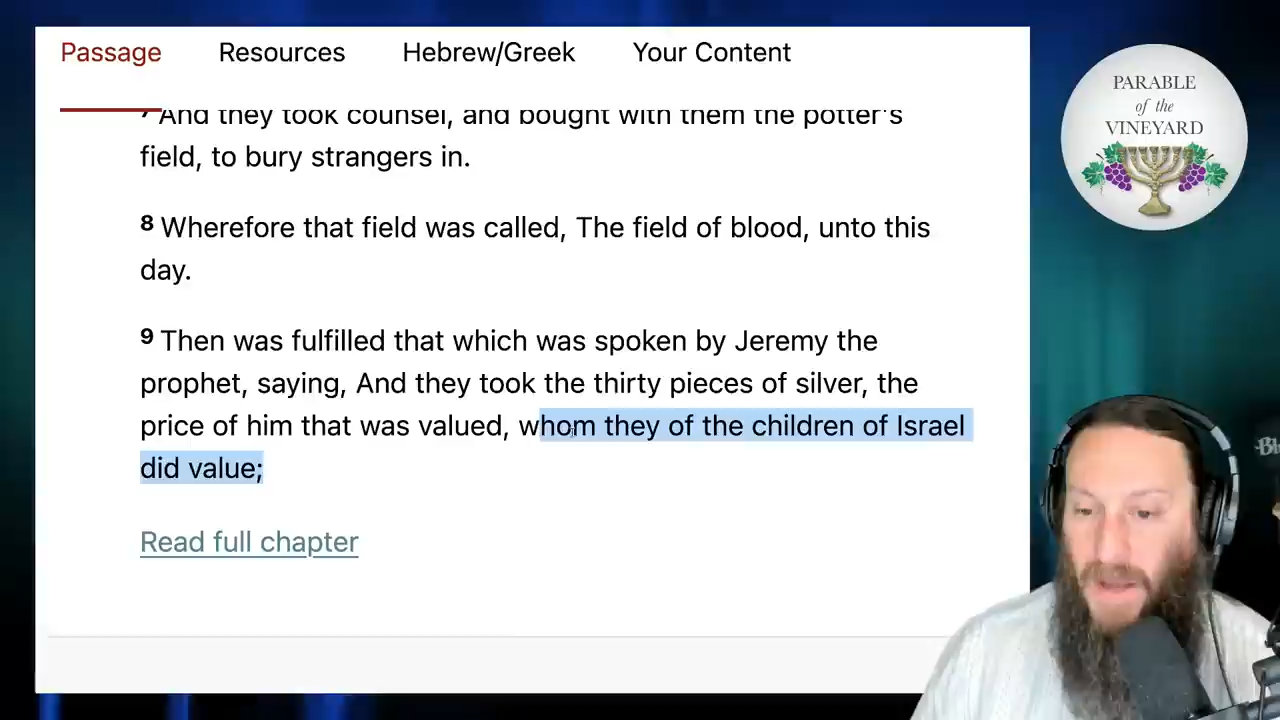 Passage Resources Hebrew/Greek Your Content
7 And they took counsel, and bought with them the potter's
field, to bury strangers in.
8 Wherefore that field was called, The field of blood, unto this
day.
9 Then was fulfilled that which was spoken by Jeremy the
prophet, saying, And they took the thirty pieces of silver, the
price of him that was valued, whom they of the children of Israel
did value;
Read full chapter
PARABLE
of the
VINEYARD